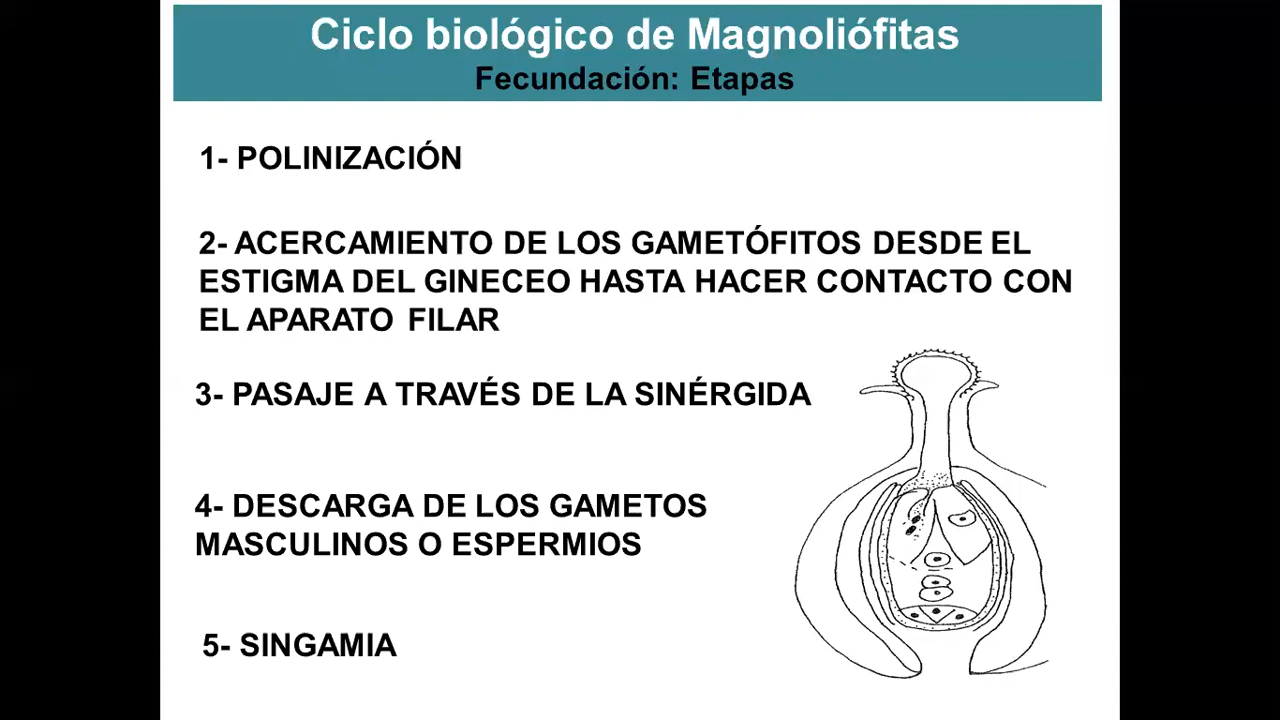 Ciclo biológico de Magnoliófitas
Fecundación: Etapas
1- POLINIZACIÓN
2- ACERCAMIENTO DE LOS GAMETÓFITOS DESDE EL
ESTIGMA DEL GINECEO HASTA HACER CONTACTO CON
EL APARATO FILAR
3- PASAJE A TRAVÉS DE LA SINÉRGIDA
4- DESCARGA DE LOS GAMETOS
MASCULINOS O ESPERMIOS
5- SINGAMIA